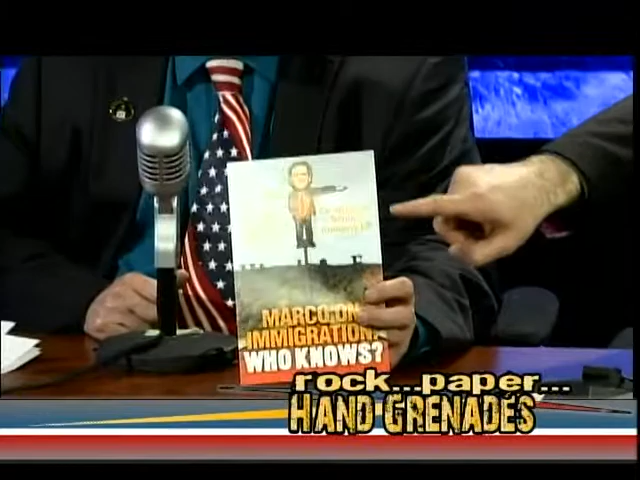 MARCO ON
IMMIGRATION.
WHO KNOWS?
rock...paper...
HAND GRENADES